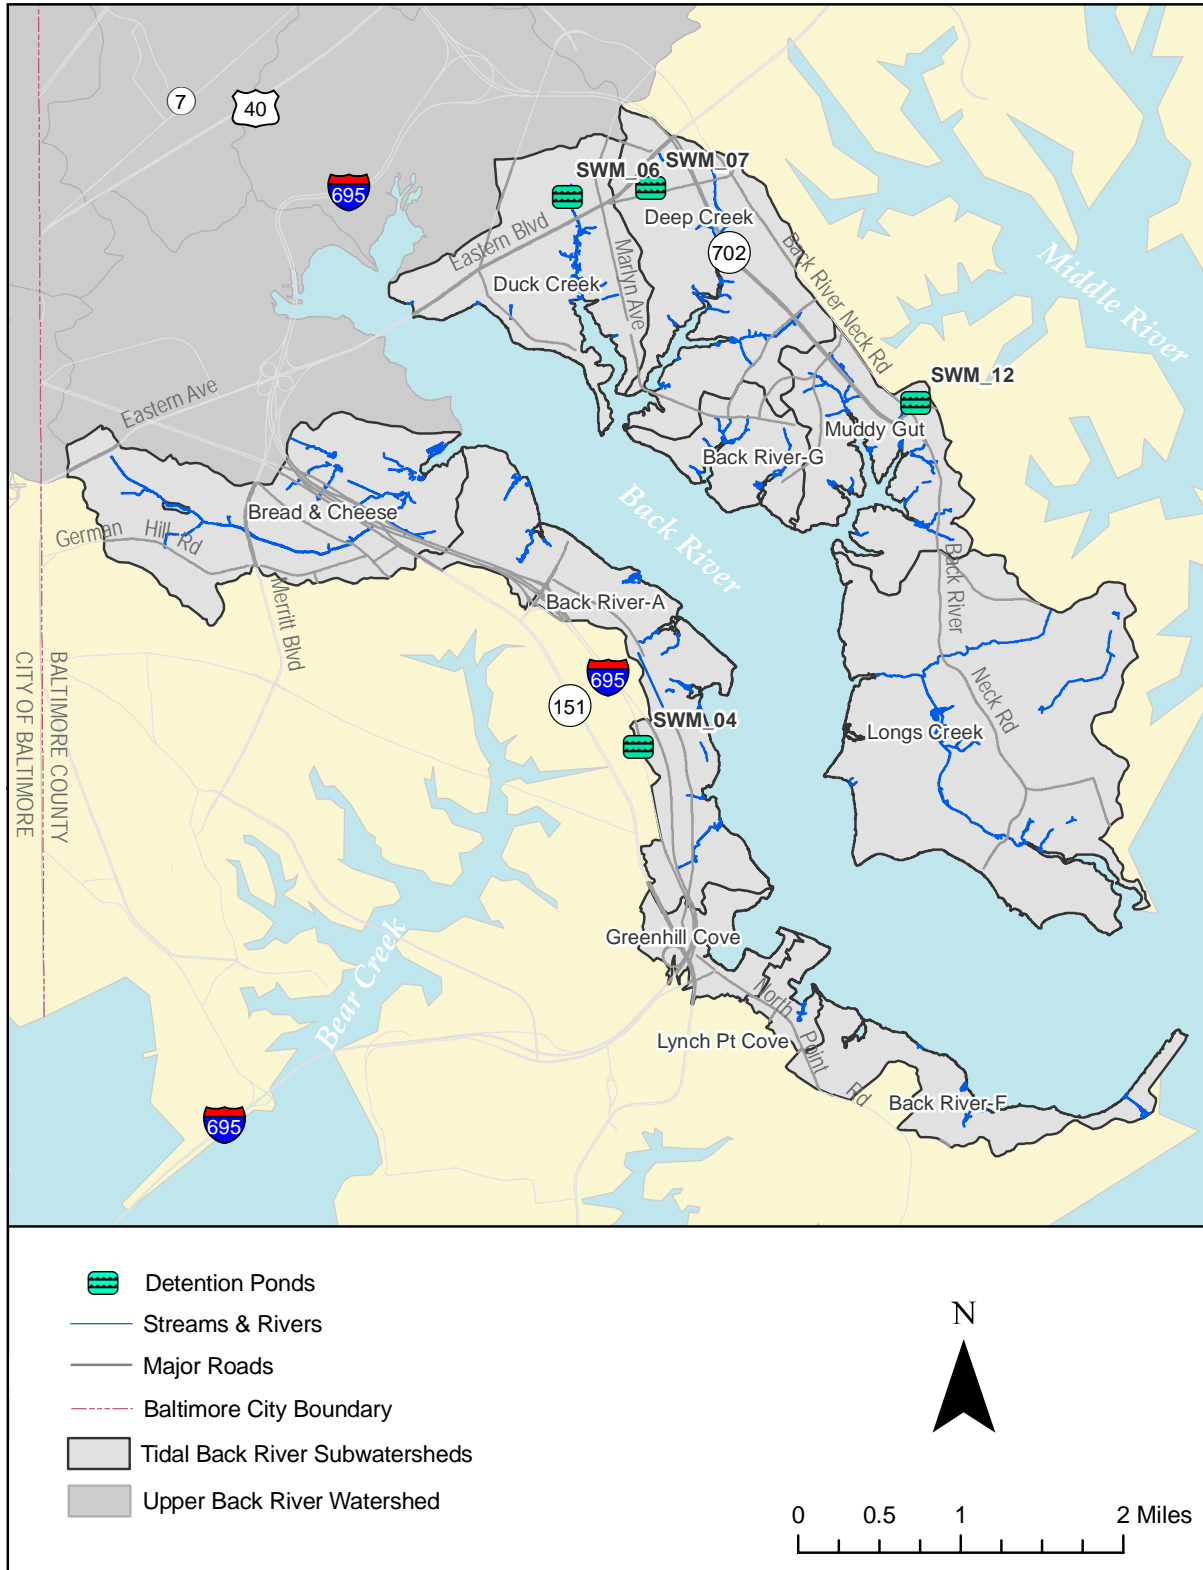 7
40
695
SWM_06
SWM_07
Deep Creek
702
Eastern Blvd
Marlyn Ave
Duck Creek
Back River Neck Rd
Middle River
SWM_12
Muddy Gut
Back River-G
Eastern Ave
Back River
Bread & Cheese
German Hill Rd
Merritt Blvd
Back River-A
Back River
Neck Rd
695
151
SWM_04
Longs Creek
BALTIMORE COUNTY
CITY OF BALTIMORE
Greenhill Cove
Bear Creek
North Point Rd
Lynch Pt Cove
Back River-F
695
Detention Ponds
Streams & Rivers
Major Roads
Baltimore City Boundary
Tidal Back River Subwatersheds
Upper Back River Watershed
N
0 0.5 1 2 Miles